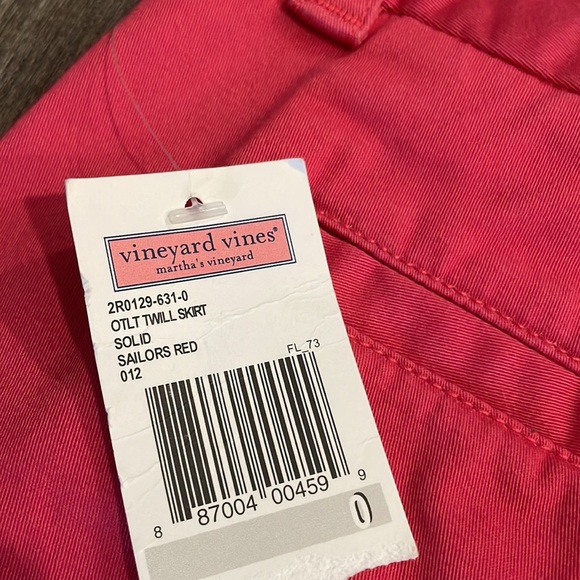 vineyard vines®
martha's vineyard
2R0129-631-0
OTLT TWILL SKIRT
SOLID
SAILORS RED
012
FL_73
8 87004 00459 9
0